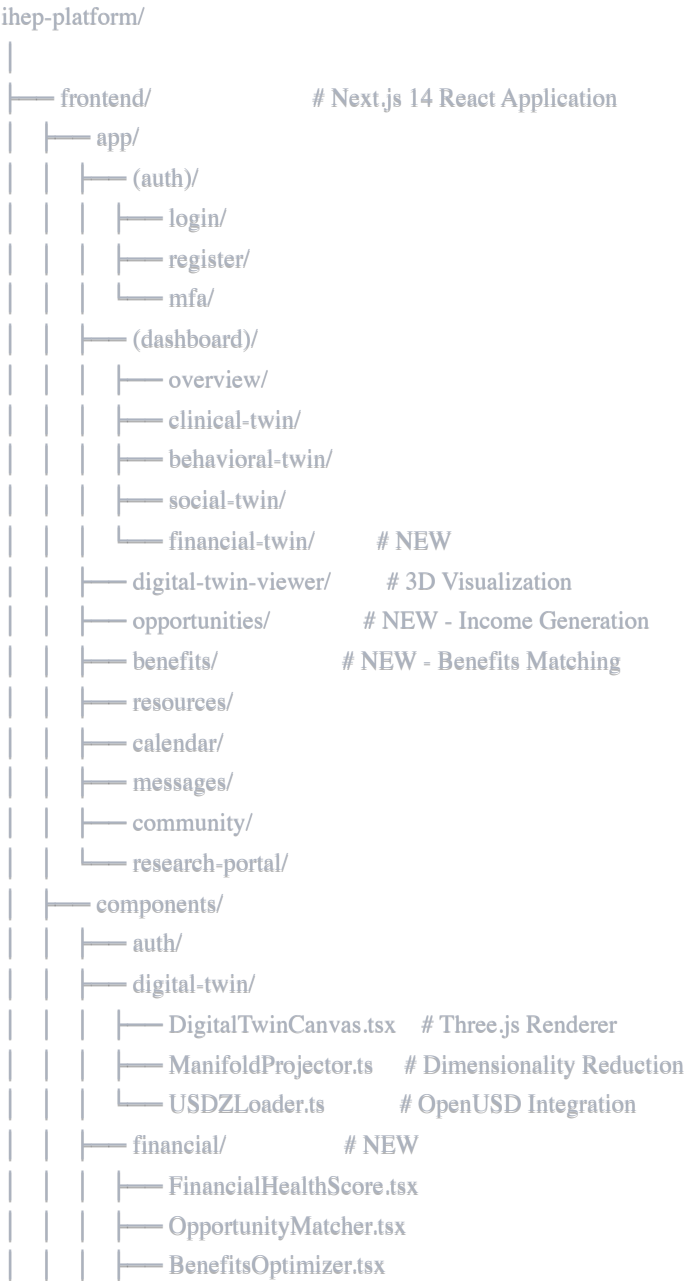 ihep-platform/
│
├── frontend/ # Next.js 14 React Application
│ ├── app/
│ │ ├── (auth)/
│ │ │ ├── login/
│ │ │ ├── register/
│ │ │ └── mfa/
│ │ ├── (dashboard)/
│ │ │ ├── overview/
│ │ │ ├── clinical-twin/
│ │ │ ├── behavioral-twin/
│ │ │ ├── social-twin/
│ │ │ └── financial-twin/ # NEW
│ │ ├── digital-twin-viewer/ # 3D Visualization
│ │ ├── opportunities/ # NEW - Income Generation
│ │ ├── benefits/ # NEW - Benefits Matching
│ │ ├── resources/
│ │ ├── calendar/
│ │ ├── messages/
│ │ ├── community/
│ │ └── research-portal/
│ ├── components/
│ │ ├── auth/
│ │ ├── digital-twin/
│ │ │ ├── DigitalTwinCanvas.tsx # Three.js Renderer
│ │ │ ├── ManifoldProjector.ts # Dimensionality Reduction
│ │ │ └── USDZLoader.ts # OpenUSD Integration
│ │ ├── financial/ # NEW
│ │ │ ├── FinancialHealthScore.tsx
│ │ │ ├── OpportunityMatcher.tsx
│ │ │ ├── BenefitsOptimizer.tsx